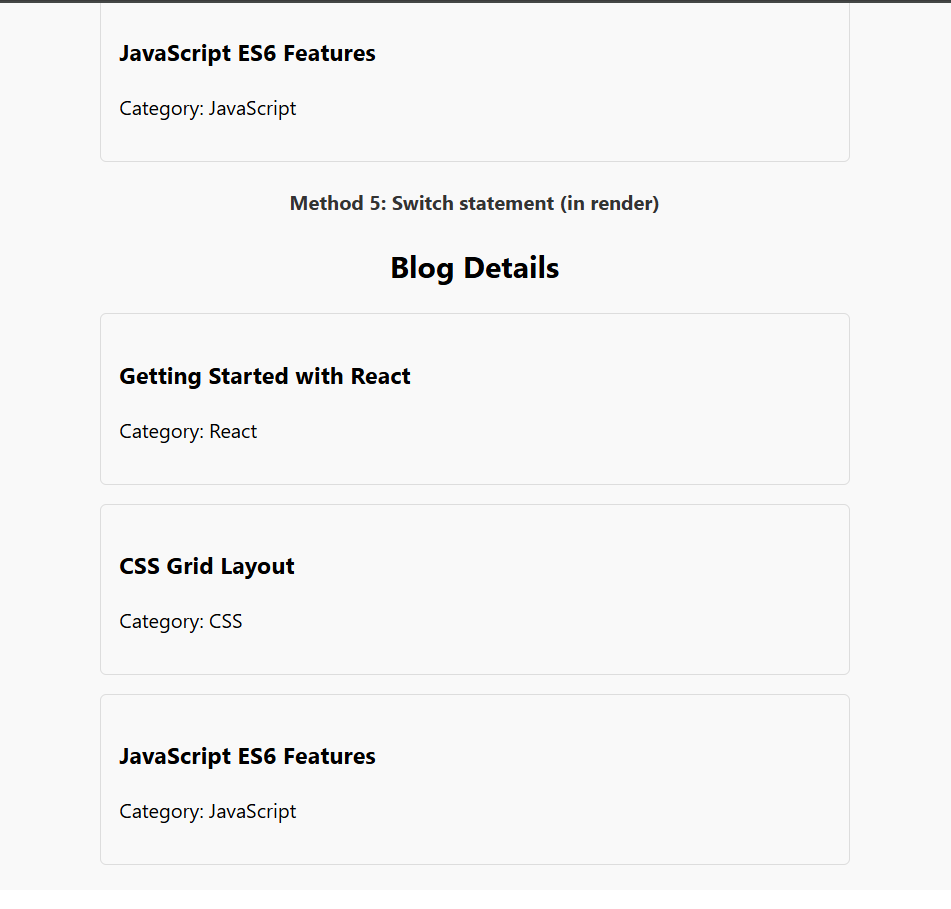 JavaScript ES6 Features
Category: JavaScript
Method 5: Switch statement (in render)
Blog Details
Getting Started with React
Category: React
CSS Grid Layout
Category: CSS
JavaScript ES6 Features
Category: JavaScript